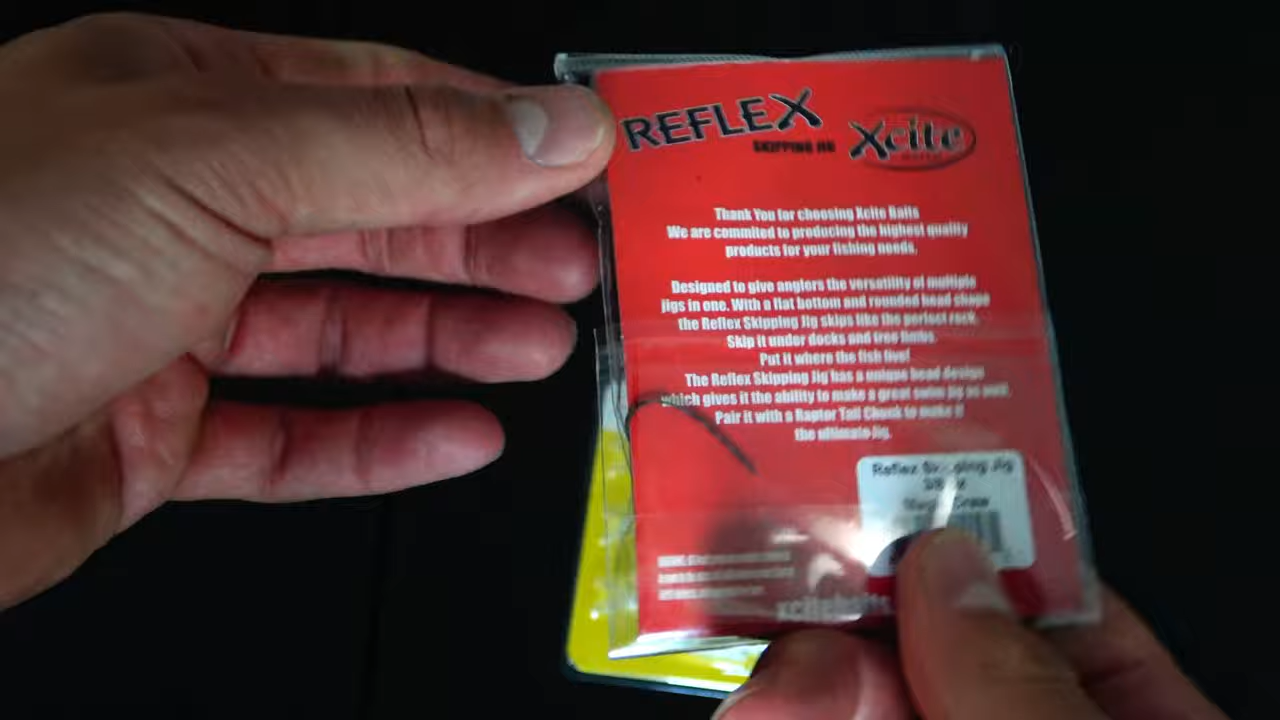 REFLEX
SKIPPING JIG
Xcite
Thank You for choosing Xcite Baits
We are commited to producing the highest quality
products for your fishing needs.
Designed to give anglers the versatility of multiple
jigs in one. With a flat bottom and rounded head shape
the Reflex Skipping Jig skips like the perfect rock.
Skip it under docks and tree limbs.
Put it where the fish live!
The Reflex Skipping Jig has a unique head design
which gives it the ability to make a great swim jig as well.
Pair it with a Raptor Tail Chunk to make it
the ultimate jig.
Reflex Jig
Craw
xcitebaits